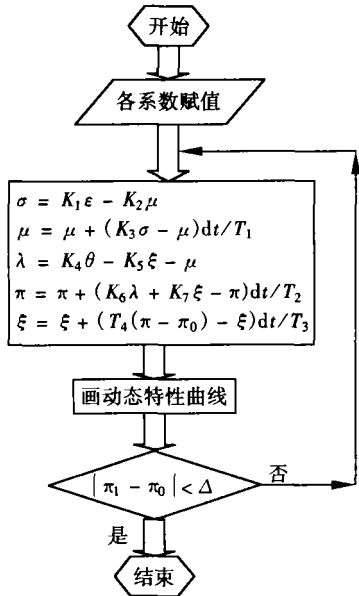 开始
各系数赋值
σ = K₁ε − K₂μ
μ = μ + (K₃σ − μ)dt/T₁
λ = K₄θ − K₅ξ − μ
π = π + (K₆λ + K₇ξ − π)dt/T₂
ξ = ξ + (T₄(π − π₀) − ξ)dt/T₃
画动态特性曲线
|π₁ − π₀| < Δ
否
是
结束